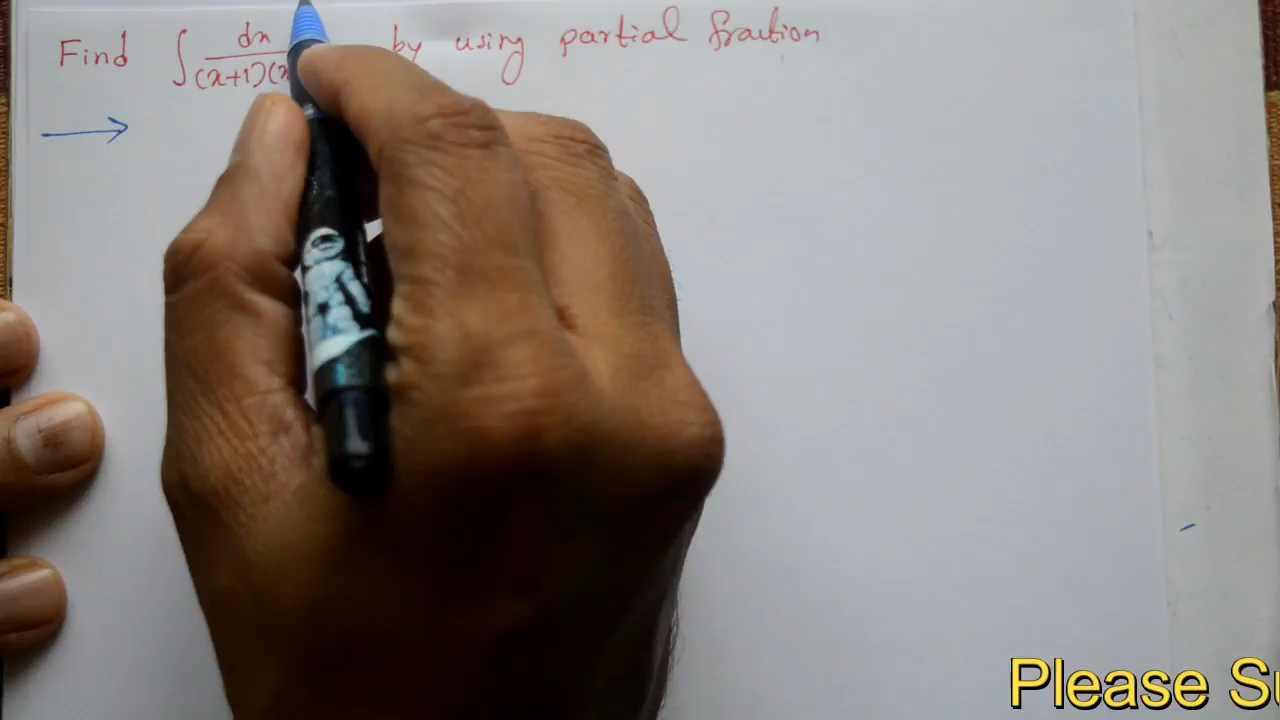 Find ∫ dx / (x+1)(x by using partial fraction
Please Su